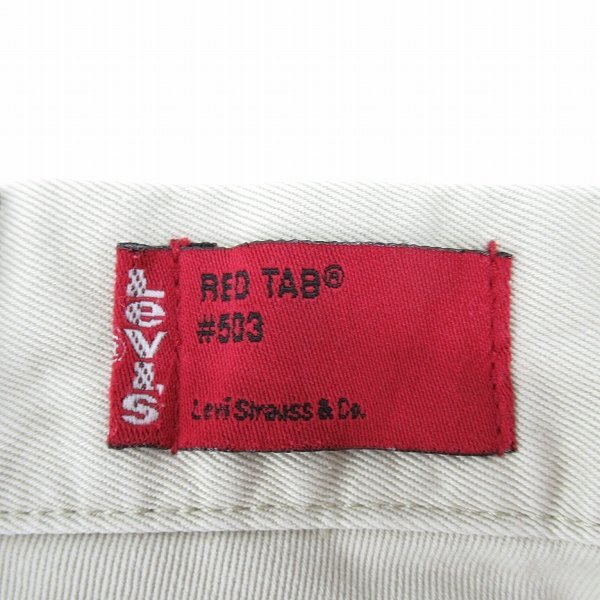 LEVI'S
®
RED TAB®
#503
Levi Strauss & Co.